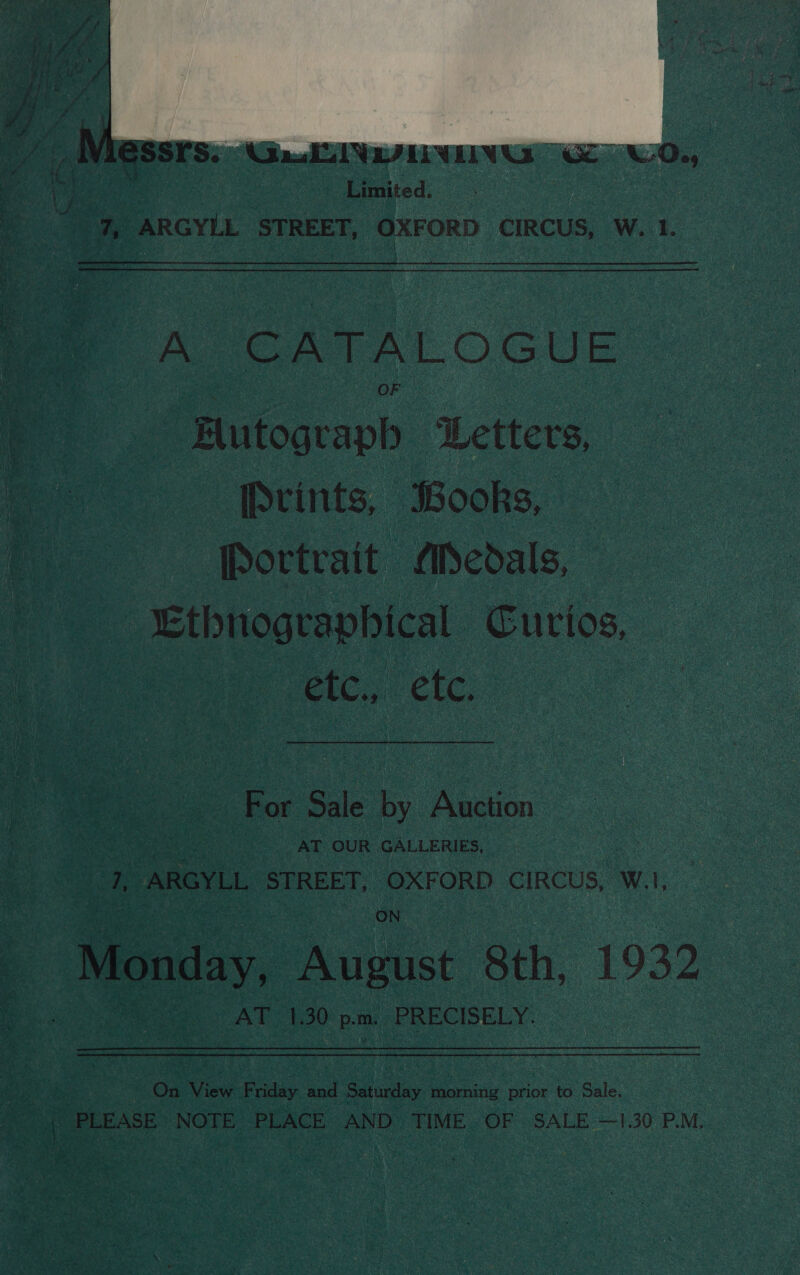 Messrs. GLENDINING & CO.,
Limited.
7, ARGYLL STREET, OXFORD CIRCUS, W. 1.
A CATALOGUE
OF
Autograph Letters,
Prints, Books,
Portrait Medals,
Ethnographical Curios,
etc., etc.
For Sale by Auction
AT OUR GALLERIES,
7, ARGYLL STREET, OXFORD CIRCUS, W.1,
ON
Monday, August 8th, 1932
AT 1.30 p.m. PRECISELY.
On View Friday and Saturday morning prior to Sale.
PLEASE NOTE PLACE AND TIME OF SALE—1.30 P.M.